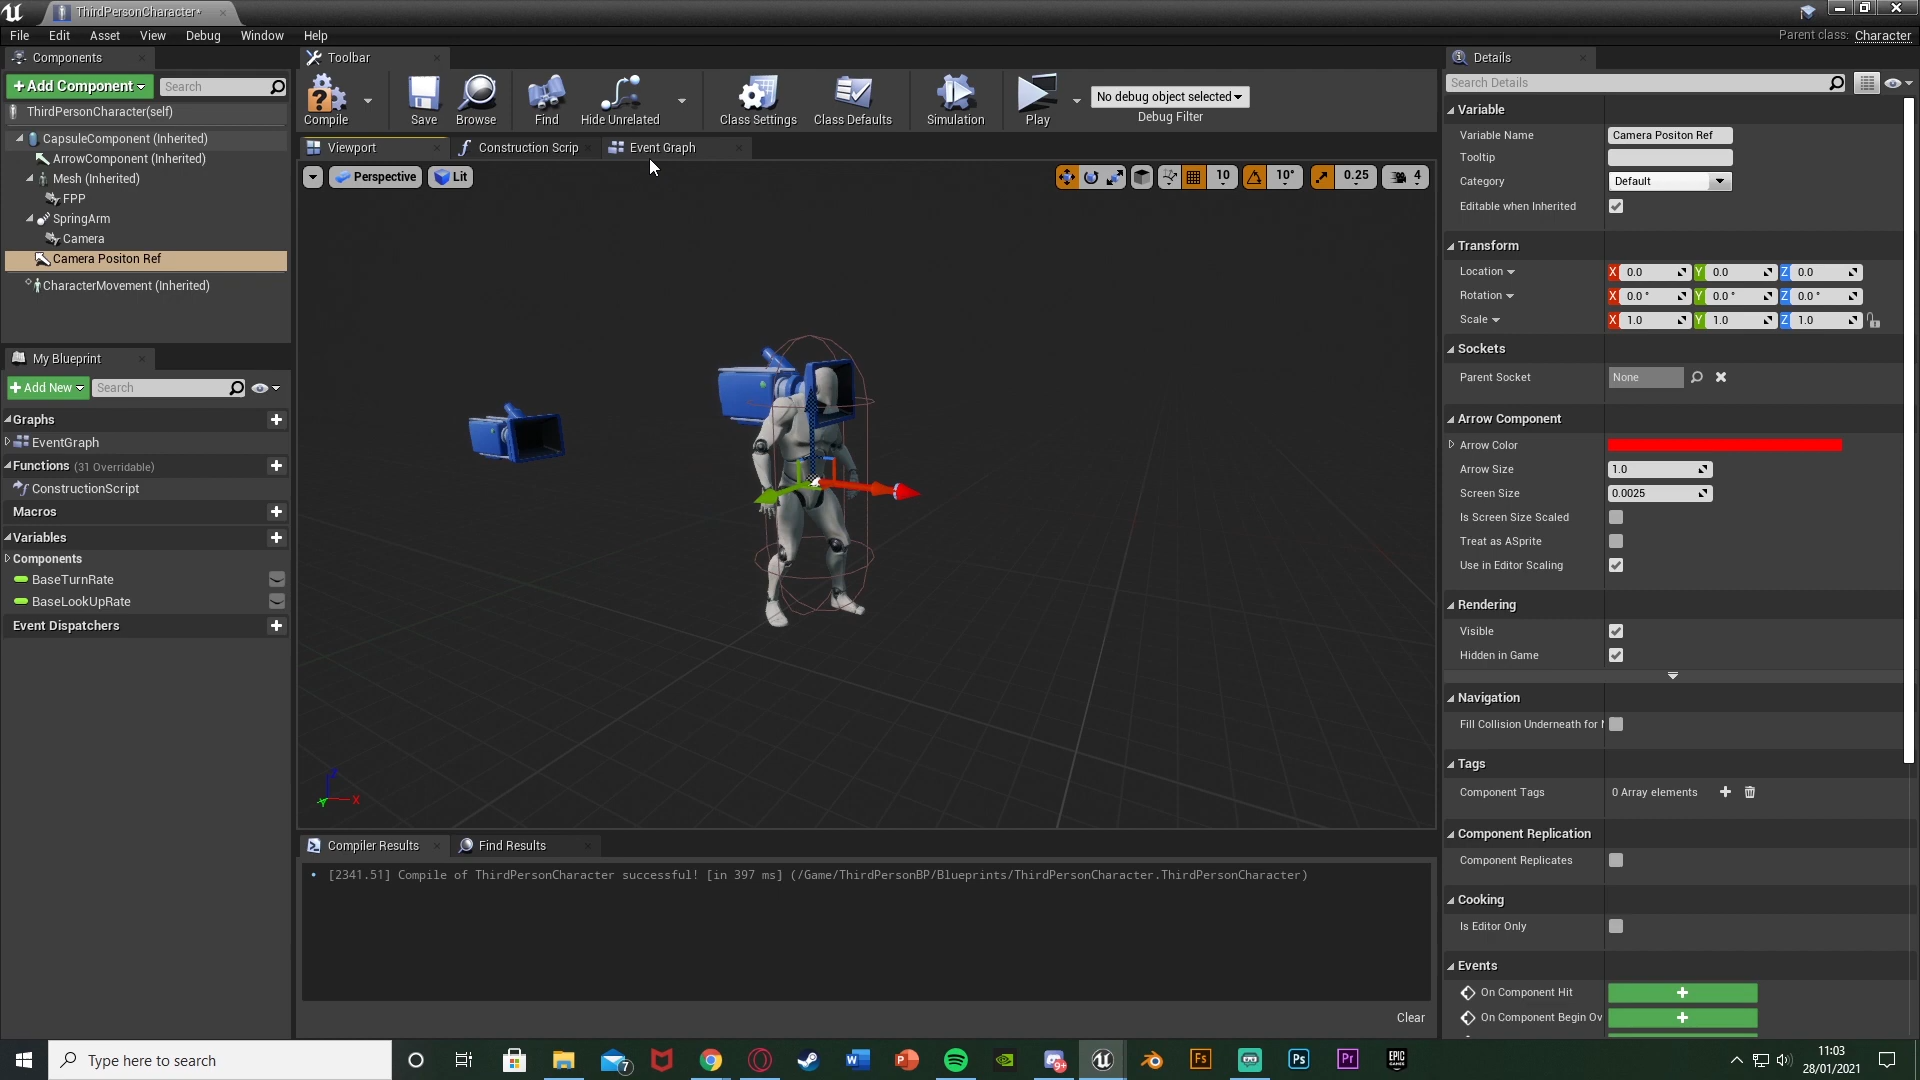 ThirdPersonCharacter*
File Edit Asset View Debug Window Help
Parent class: Character
Components
+ Add Component
Search
ThirdPersonCharacter(self)
CapsuleComponent (Inherited)
ArrowComponent (Inherited)
Mesh (Inherited)
FPP
SpringArm
Camera
Camera Positon Ref
CharacterMovement (Inherited)
My Blueprint
+ Add New
Search
Graphs
EventGraph
Functions (31 Overridable)
ConstructionScript
Macros
Variables
Components
BaseTurnRate
BaseLookUpRate
Event Dispatchers
Toolbar
Compile
Save
Browse
Find
Hide Unrelated
Class Settings
Class Defaults
Simulation
Play
No debug object selected
Debug Filter
Viewport
Construction Scrip
Event Graph
Perspective
Lit
10
10°
0.25
4
X
Compiler Results
Find Results
[2341.51] Compile of ThirdPersonCharacter successful! [in 397 ms] (/Game/ThirdPersonBP/Blueprints/ThirdPersonCharacter.ThirdPersonCharacter)
Clear
Details
Search Details
Variable
Variable Name Camera Positon Ref
Tooltip
Category Default
Editable when Inherited
Transform
Location X 0.0 Y 0.0 Z 0.0
Rotation X 0.0 ° Y 0.0 ° Z 0.0 °
Scale X 1.0 Y 1.0 Z 1.0
Sockets
Parent Socket None
Arrow Component
Arrow Color
Arrow Size 1.0
Screen Size 0.0025
Is Screen Size Scaled
Treat as ASprite
Use in Editor Scaling
Rendering
Visible
Hidden in Game
Navigation
Fill Collision Underneath for
Tags
Component Tags 0 Array elements
Component Replication
Component Replicates
Cooking
Is Editor Only
Events
On Component Hit
On Component Begin Ov
Type here to search
7
9+
Fs
Ps
Pr
EPIC GAMES
11:03
28/01/2021